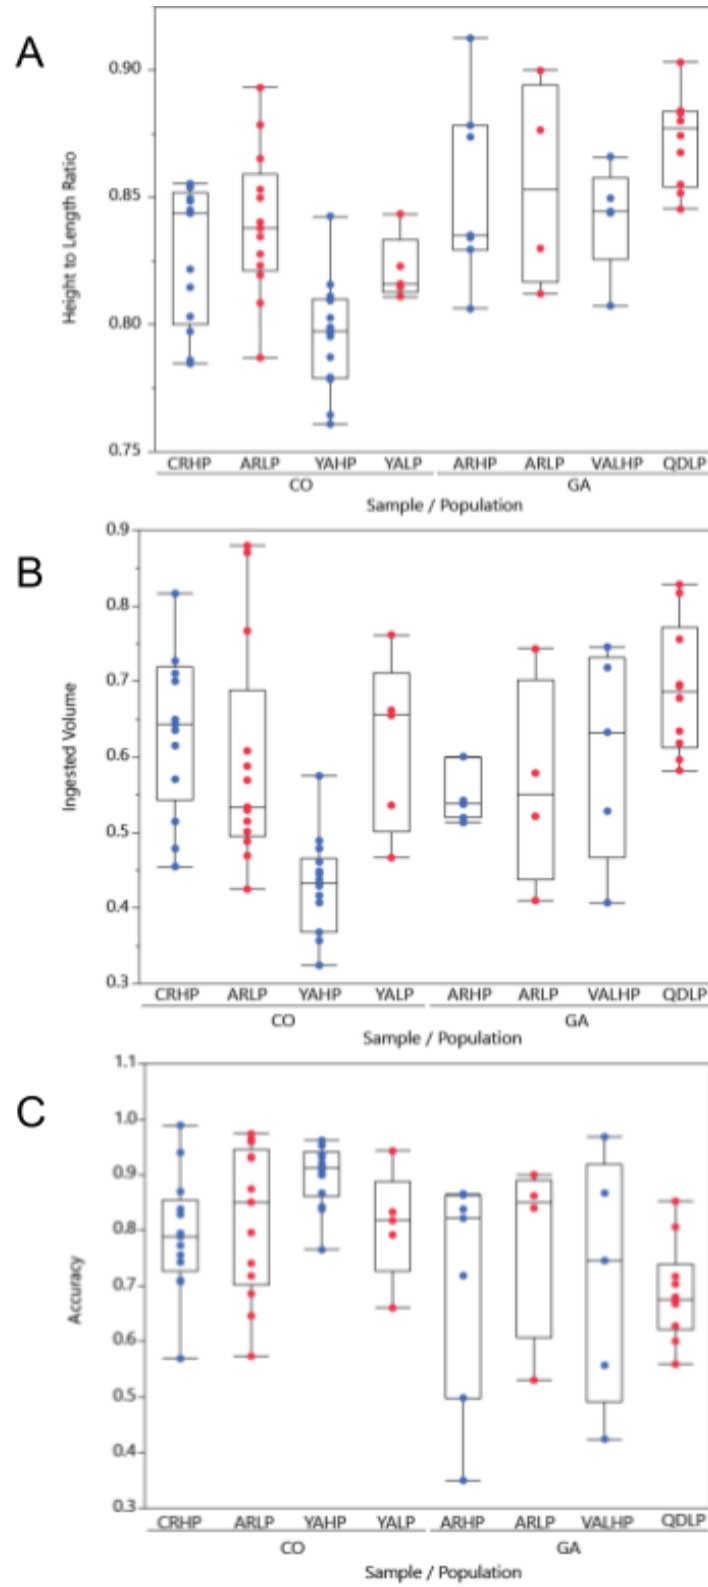 A
Height to Length Ratio
0.90
0.85
0.80
0.75
CRHP ARLP YAHP YALP ARHP ARLP VALHP QDLP
CO GA
Sample / Population
B
Ingested Volume
0.9
0.8
0.7
0.6
0.5
0.4
0.3
CRHP ARLP YAHP YALP ARHP ARLP VALHP QDLP
CO GA
Sample / Population
C
Accuracy
1.1
1.0
0.9
0.8
0.7
0.6
0.5
0.4
0.3
CRHP ARLP YAHP YALP ARHP ARLP VALHP QDLP
CO GA
Sample / Population